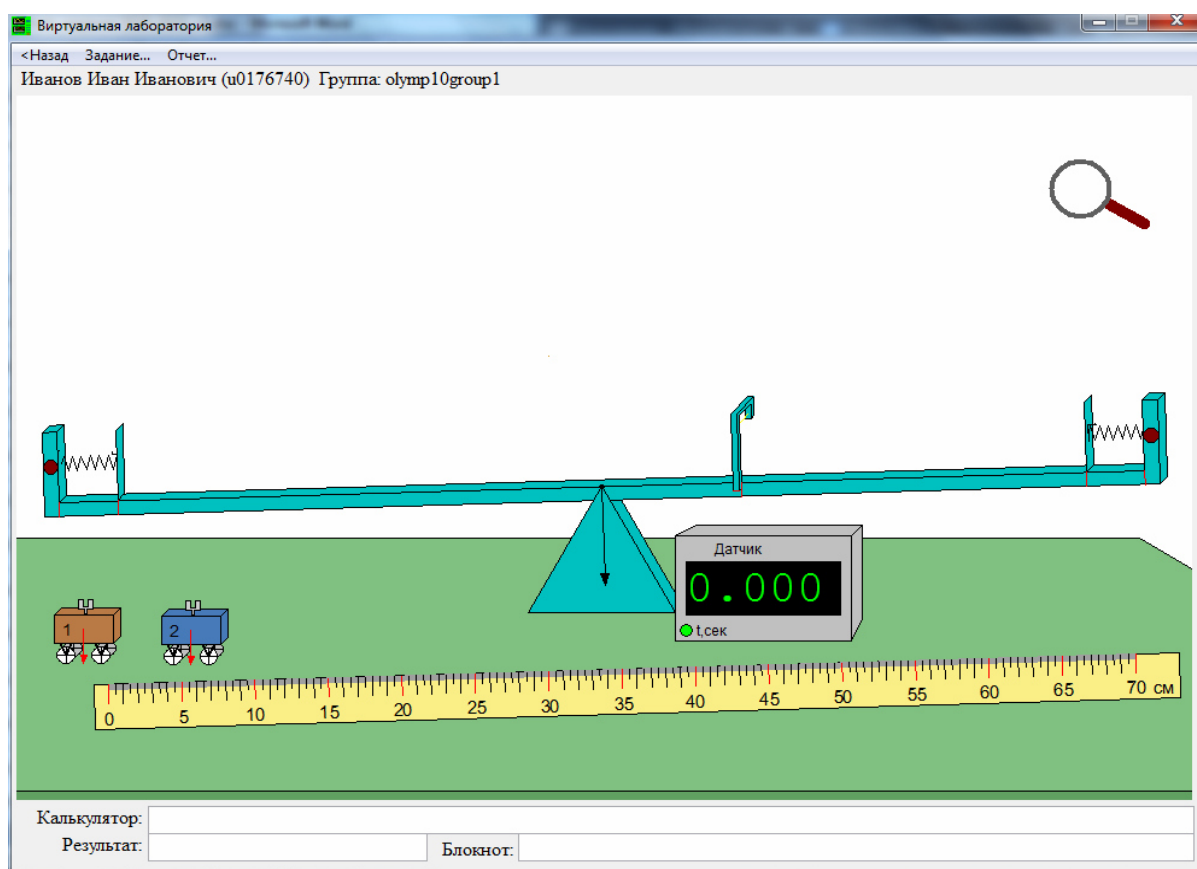 Виртуальная лаборатория
<Назад Задание... Отчет...
Иванов Иван Иванович (u0176740) Группа: olymp10group1
Датчик
0.000
t,сек
1 2
0 5 10 15 20 25 30 35 40 45 50 55 60 65 70 см
Калькулятор:
Результат: Блокнот: